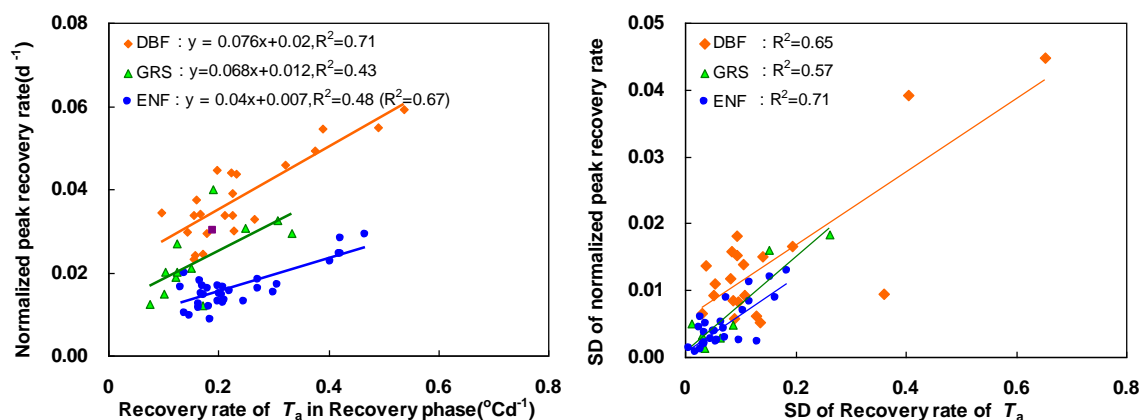 Normalized peak recovery rate(d⁻¹)
0.08
0.06
0.04
0.02
0.00
DBF : y = 0.076x+0.02,R²=0.71
GRS : y=0.068x+0.012,R²=0.43
ENF : y = 0.04x+0.007,R²=0.48 (R²=0.67)
0 0.2 0.4 0.6 0.8
Recovery rate of Tₐ in Recovery phase(°Cd⁻¹)
SD of normalized peak recovery rate
0.05
0.04
0.03
0.02
0.01
0.00
DBF : R²=0.65
GRS : R²=0.57
ENF : R²=0.71
0 0.2 0.4 0.6 0.8
SD of Recovery rate of Tₐ